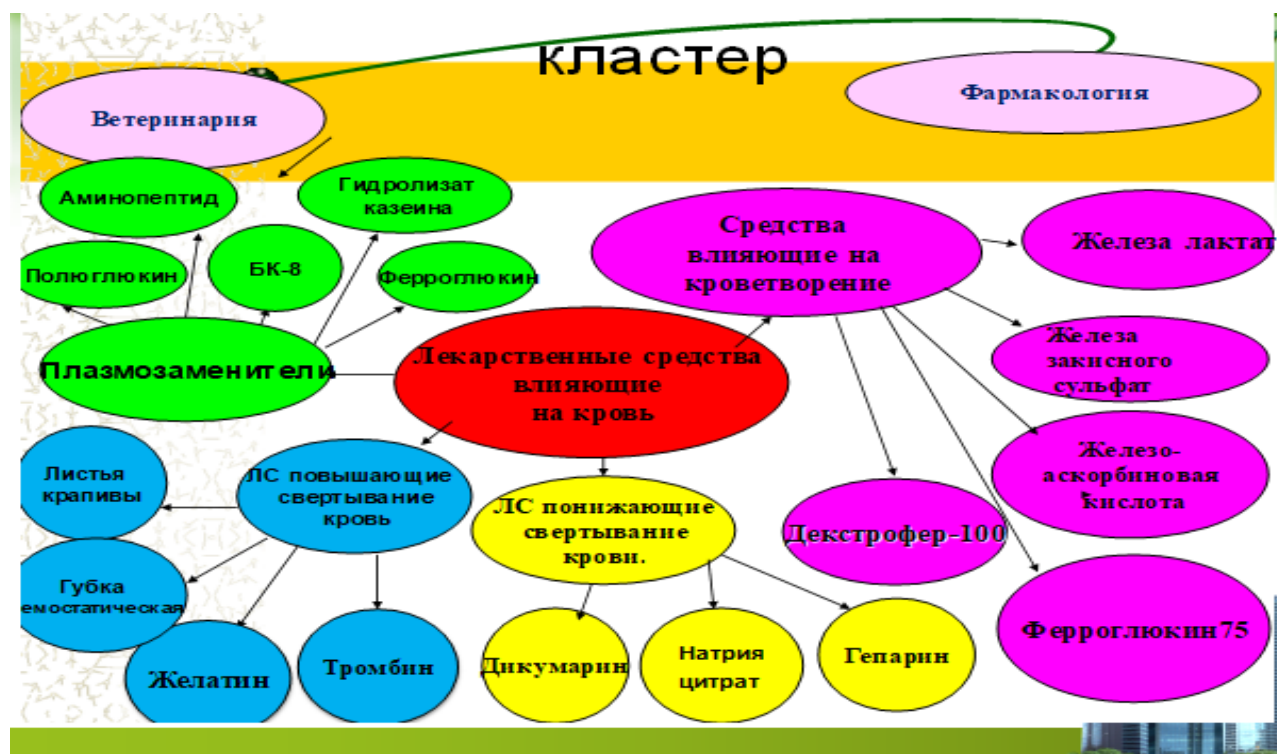 кластер
Ветеринария
Фармакология
Аминопептид
Гидролизат
казеина
Полюглюкин
БК-8
Ферроглюкин
Плазмозаменители
Средства
влияющие на
кроветворение
Железа лактат
Лекарственные средства
влияющие
на кровь
Железа
закисного
сульфат
Железо-
аскорбиновая
кислота
Листья
крапивы
ЛС повышающие
свертывание
кровь
ЛС понижающие
свертывание
крови.
Декстрофер-100
Губка
емостатическая
Желатин
Тромбин
Дикумарин
Натрия
цитрат
Гепарин
Ферроглюкин75